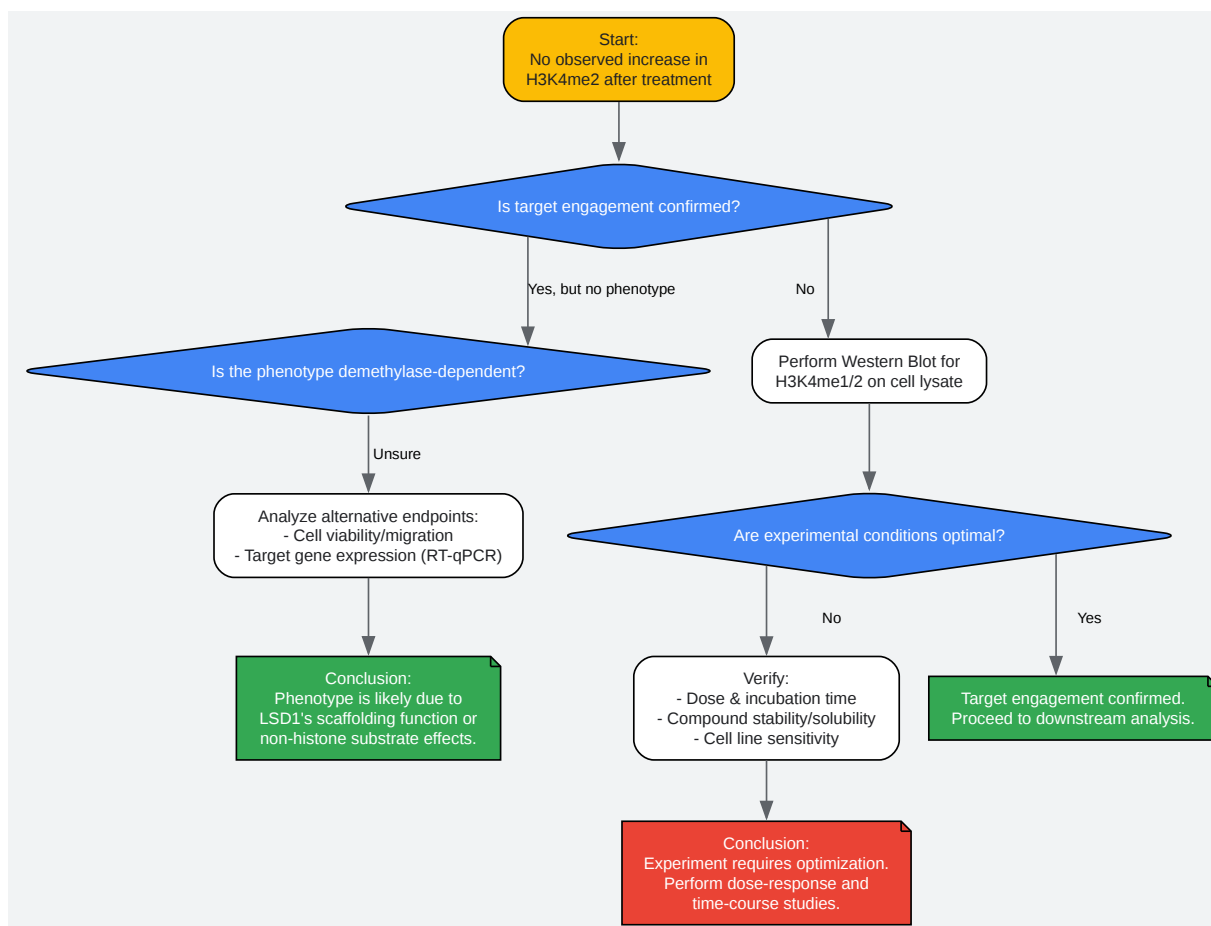 Start:
No observed increase in
H3K4me2 after treatment
Is target engagement confirmed?
Yes, but no phenotype
No
Is the phenotype demethylase-dependent?
Perform Western Blot for
H3K4me1/2 on cell lysate
Unsure
Analyze alternative endpoints:
- Cell viability/migration
- Target gene expression (RT-qPCR)
Are experimental conditions optimal?
No
Yes
Conclusion:
Phenotype is likely due to
LSD1's scaffolding function or
non-histone substrate effects.
Verify:
- Dose & incubation time
- Compound stability/solubility
- Cell line sensitivity
Target engagement confirmed.
Proceed to downstream analysis.
Conclusion:
Experiment requires optimization.
Perform dose-response and
time-course studies.